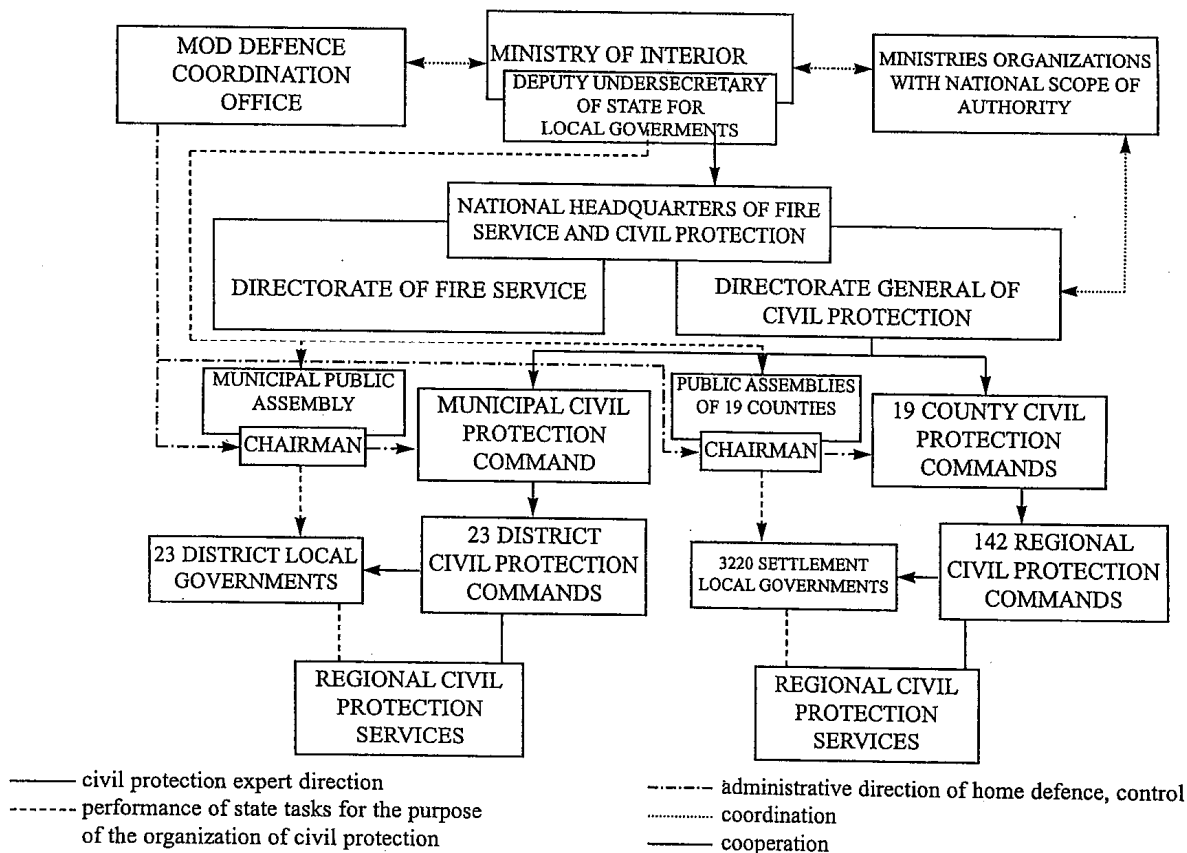 MOD DEFENCE
COORDINATION
OFFICE
MINISTRY OF INTERIOR
DEPUTY UNDERSECRETARY
OF STATE FOR
LOCAL GOVERMENTS
MINISTRIES ORGANIZATIONS
WITH NATIONAL SCOPE OF
AUTHORITY
NATIONAL HEADQUARTERS OF FIRE
SERVICE AND CIVIL PROTECTION
DIRECTORATE OF FIRE SERVICE
DIRECTORATE GENERAL OF
CIVIL PROTECTION
MUNICIPAL PUBLIC
ASSEMBLY
CHAIRMAN
MUNICIPAL CIVIL
PROTECTION
COMMAND
PUBLIC ASSEMBLIES
OF 19 COUNTIES
CHAIRMAN
19 COUNTY CIVIL
PROTECTION
COMMANDS
23 DISTRICT LOCAL
GOVERNMENTS
23 DISTRICT
CIVIL PROTECTION
COMMANDS
3220 SETTLEMENT
LOCAL GOVERNMENTS
142 REGIONAL
CIVIL PROTECTION
COMMANDS
REGIONAL CIVIL
PROTECTION
SERVICES
REGIONAL CIVIL
PROTECTION
SERVICES
civil protection expert direction
performance of state tasks for the purpose
of the organization of civil protection
administrative direction of home defence, control
coordination
cooperation